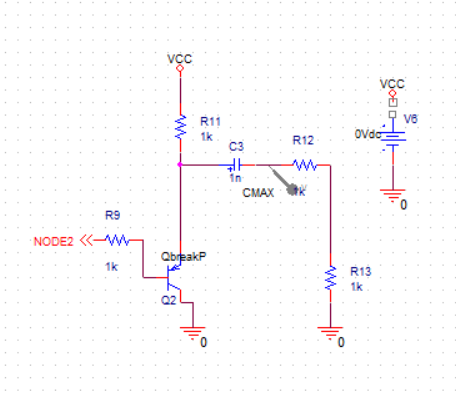 VCC
VCC
R11
1k
V6
0Vdc
C3
R12
1n
CMAX
1k
0
R9
NODE2
1k
QbreakP
Q2
R13
1k
0
0